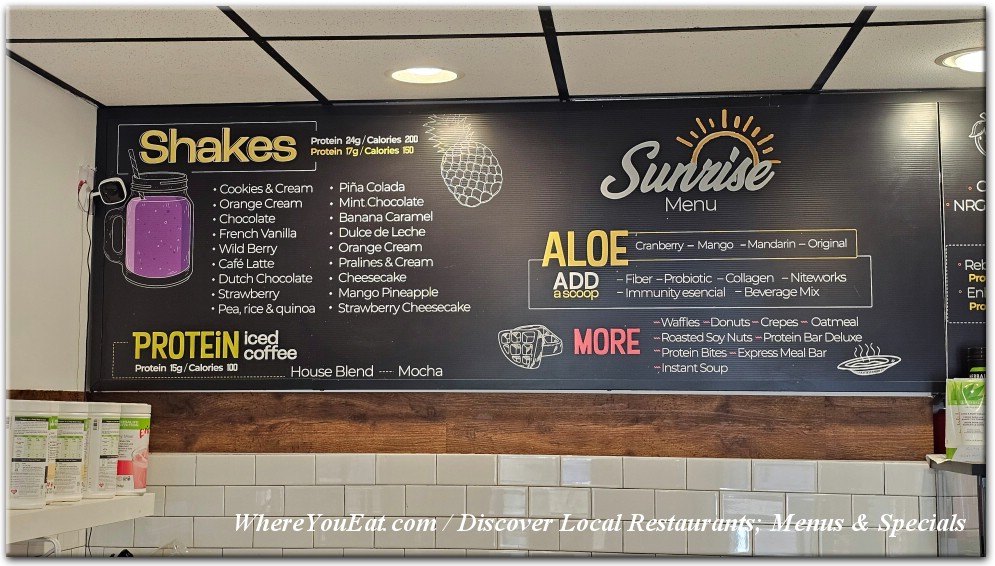 Shakes
Protein 24g / Calories 200
Protein 17g / Calories 150
• Cookies & Cream
• Orange Cream
• Chocolate
• French Vanilla
• Wild Berry
• Café Latte
• Dutch Chocolate
• Strawberry
• Pea, rice & quinoa
• Piña Colada
• Mint Chocolate
• Banana Caramel
• Dulce de Leche
• Orange Cream
• Pralines & Cream
• Cheesecake
• Mango Pineapple
• Strawberry Cheesecake
PROTEiN iced
coffee
Protein 15g / Calories 100
House Blend ---- Mocha
Sunrise
Menu
ALOE Cranberry – Mango – Mandarin – Original
ADD
a scoop
– Fiber – Probiotic – Collagen – Niteworks
– Immunity esencial – Beverage Mix
MORE
– Waffles – Donuts – Crepes – Oatmeal
– Roasted Soy Nuts – Protein Bar Deluxe
– Protein Bites – Express Meal Bar
– Instant Soup
• NRG
WhereYouEat.com / Discover Local Restaurants; Menus & Specials